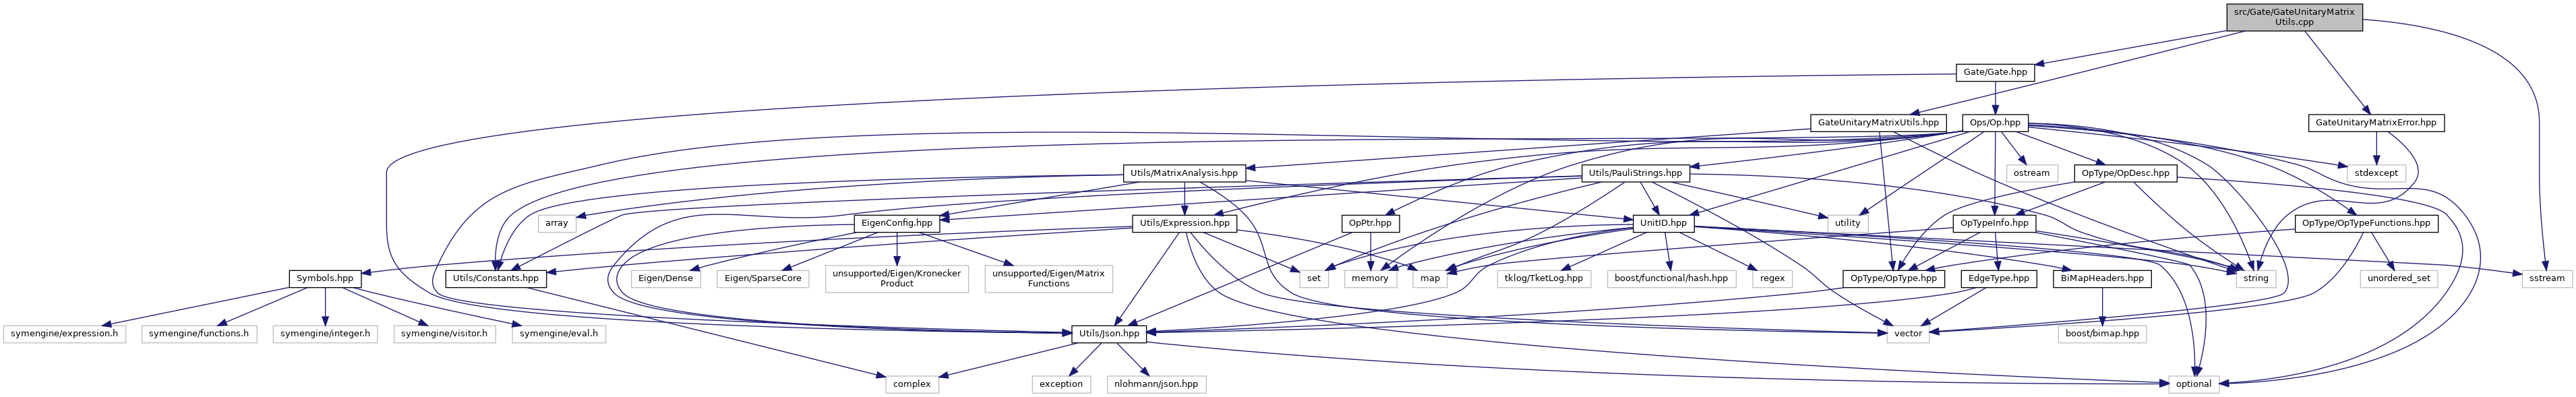 src/Gate/GateUnitaryMatrix
Utils.cpp
Gate/Gate.hpp
GateUnitaryMatrixUtils.hpp
Ops/Op.hpp
GateUnitaryMatrixError.hpp
Utils/MatrixAnalysis.hpp
Utils/PauliStrings.hpp
ostream
OpType/OpDesc.hpp
stdexcept
array
EigenConfig.hpp
Utils/Expression.hpp
OpPtr.hpp
UnitID.hpp
utility
OpTypeInfo.hpp
OpType/OpTypeFunctions.hpp
Symbols.hpp
Utils/Constants.hpp
Eigen/Dense
Eigen/SparseCore
unsupported/Eigen/Kronecker
Product
unsupported/Eigen/Matrix
Functions
set
memory
map
tklog/TketLog.hpp
boost/functional/hash.hpp
regex
OpType/OpType.hpp
EdgeType.hpp
BiMapHeaders.hpp
string
unordered_set
sstream
symengine/expression.h
symengine/functions.h
symengine/integer.h
symengine/visitor.h
symengine/eval.h
Utils/Json.hpp
vector
boost/bimap.hpp
complex
exception
nlohmann/json.hpp
optional